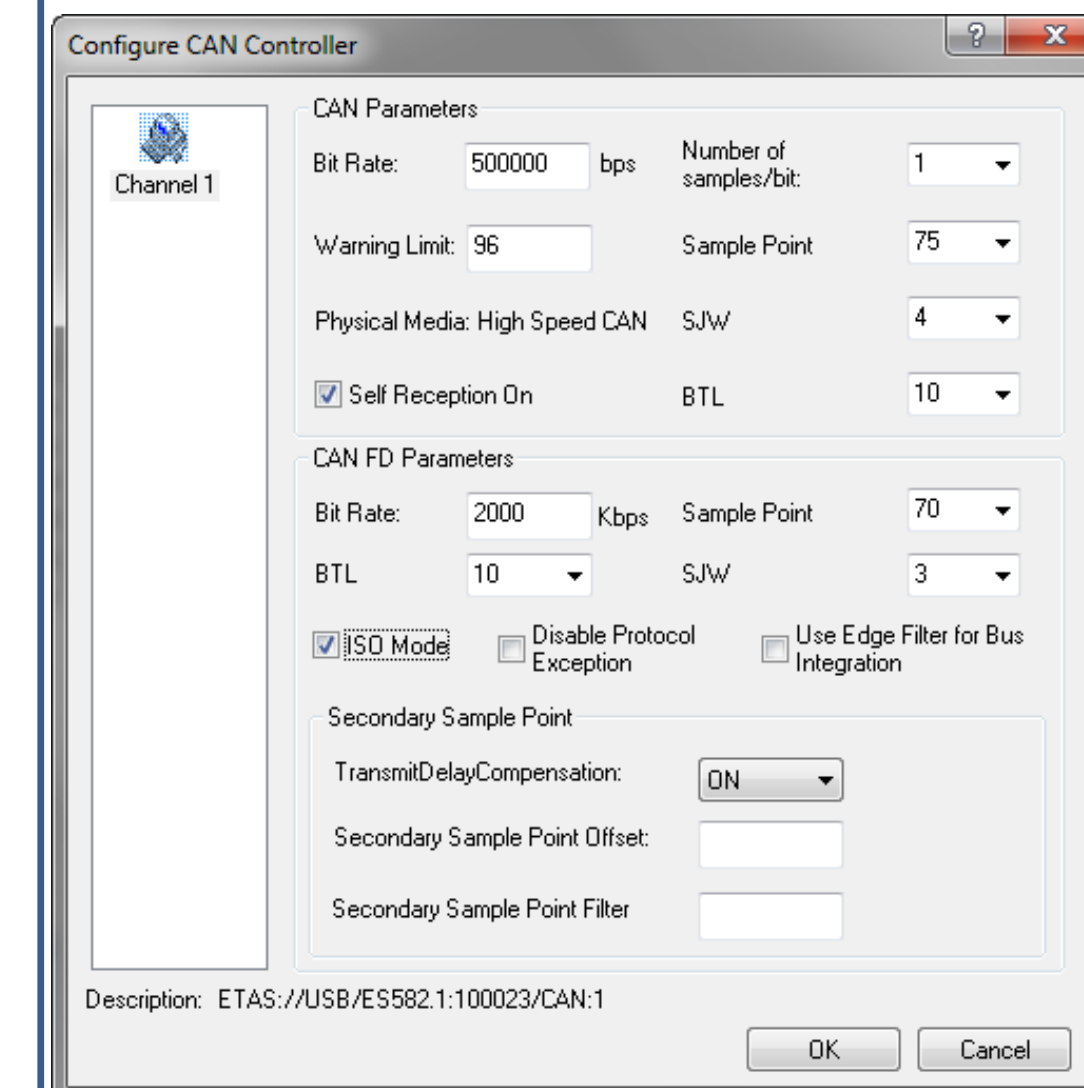 Configure CAN Controller
?
x
Channel 1
CAN Parameters
Bit Rate: 500000 bps
Number of samples/bit: 1
Warning Limit: 96
Sample Point 75
Physical Media: High Speed CAN
SJW 4
Self Reception On
BTL 10
CAN FD Parameters
Bit Rate: 2000 Kbps
Sample Point 70
BTL 10
SJW 3
ISO Mode
Disable Protocol
Exception
Use Edge Filter for Bus
Integration
Secondary Sample Point
TransmitDelayCompensation: ON
Secondary Sample Point Offset:
Secondary Sample Point Filter
Description: ETAS://USB/ES582.1:100023/CAN:1
OK
Cancel